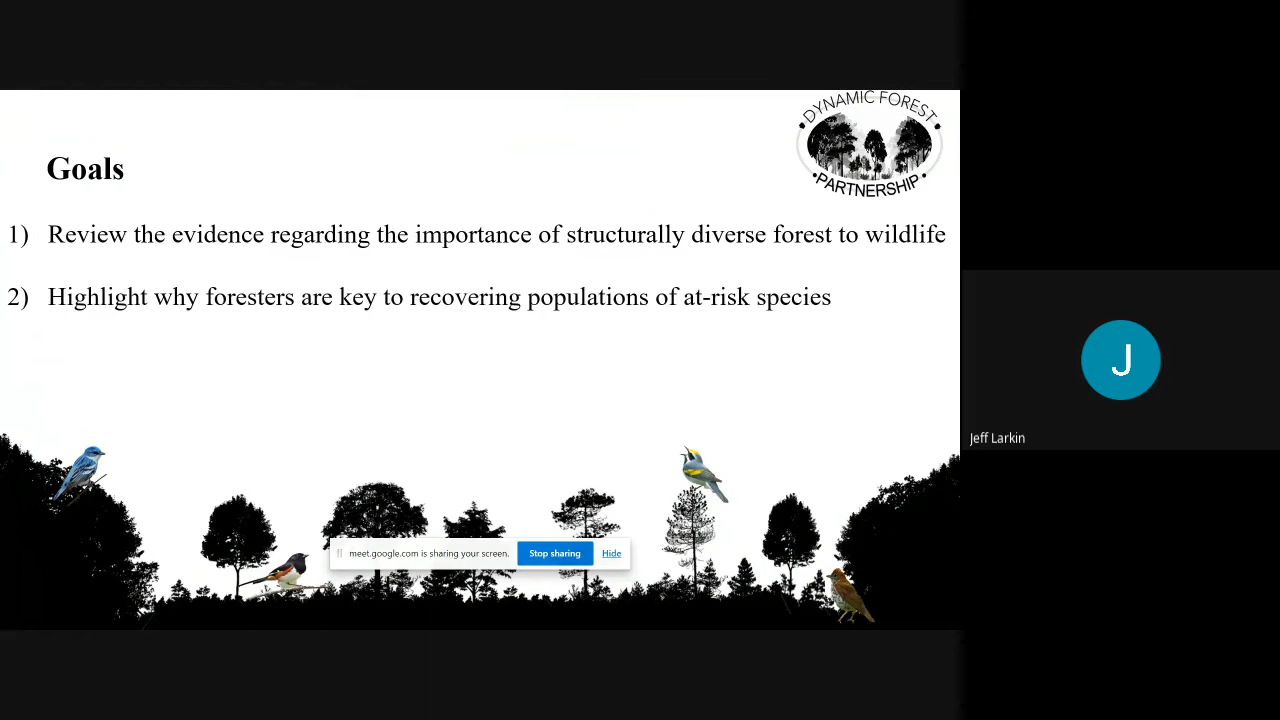 DYNAMIC FOREST
PARTNERSHIP
Goals
1) Review the evidence regarding the importance of structurally diverse forest to wildlife
2) Highlight why foresters are key to recovering populations of at-risk species
J
Jeff Larkin
meet.google.com is sharing your screen. Stop sharing Hide